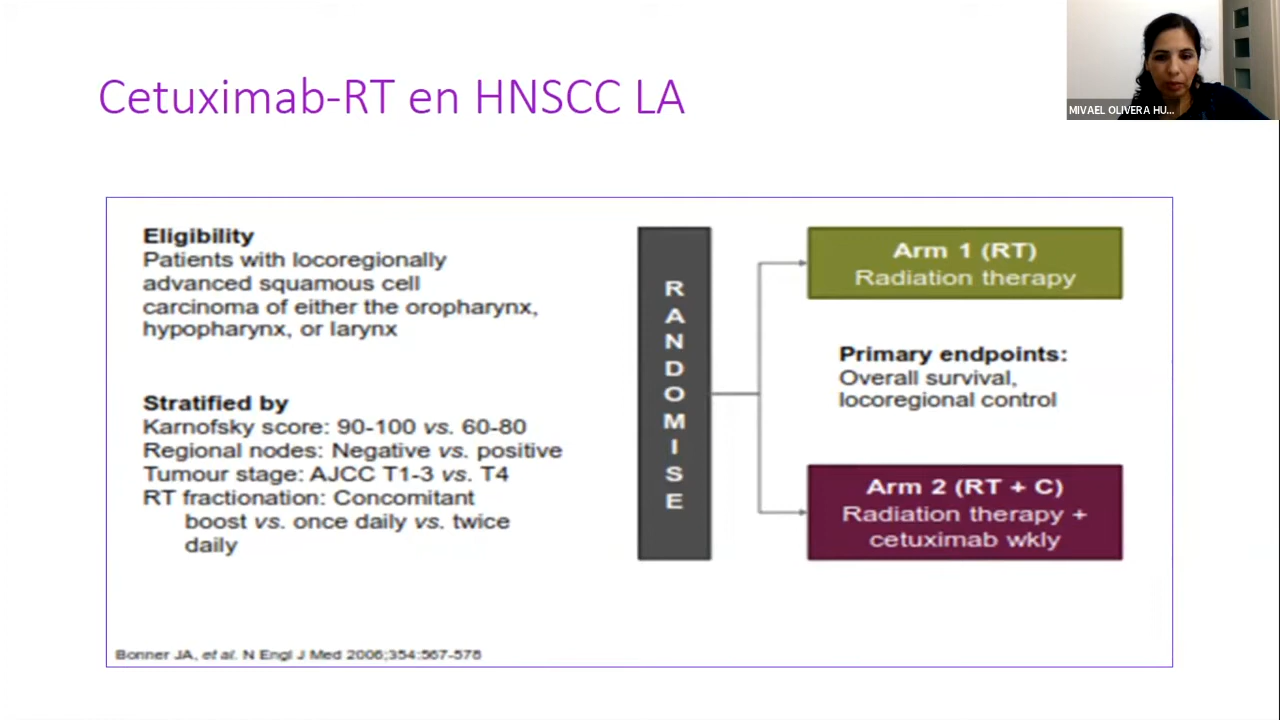 Cetuximab-RT en HNSCC LA
MIVAEL OLIVERA HU...
Eligibility
Patients with locoregionally
advanced squamous cell
carcinoma of either the oropharynx,
hypopharynx, or larynx
Stratified by
Karnofsky score: 90-100 vs. 60-80
Regional nodes: Negative vs. positive
Tumour stage: AJCC T1-3 vs. T4
RT fractionation: Concomitant
boost vs. once daily vs. twice
daily
RANDOMISE
Arm 1 (RT)
Radiation therapy
Primary endpoints:
Overall survival,
locoregional control
Arm 2 (RT + C)
Radiation therapy +
cetuximab wkly
Bonner JA, et al. N Engl J Med 2006;354:567-578